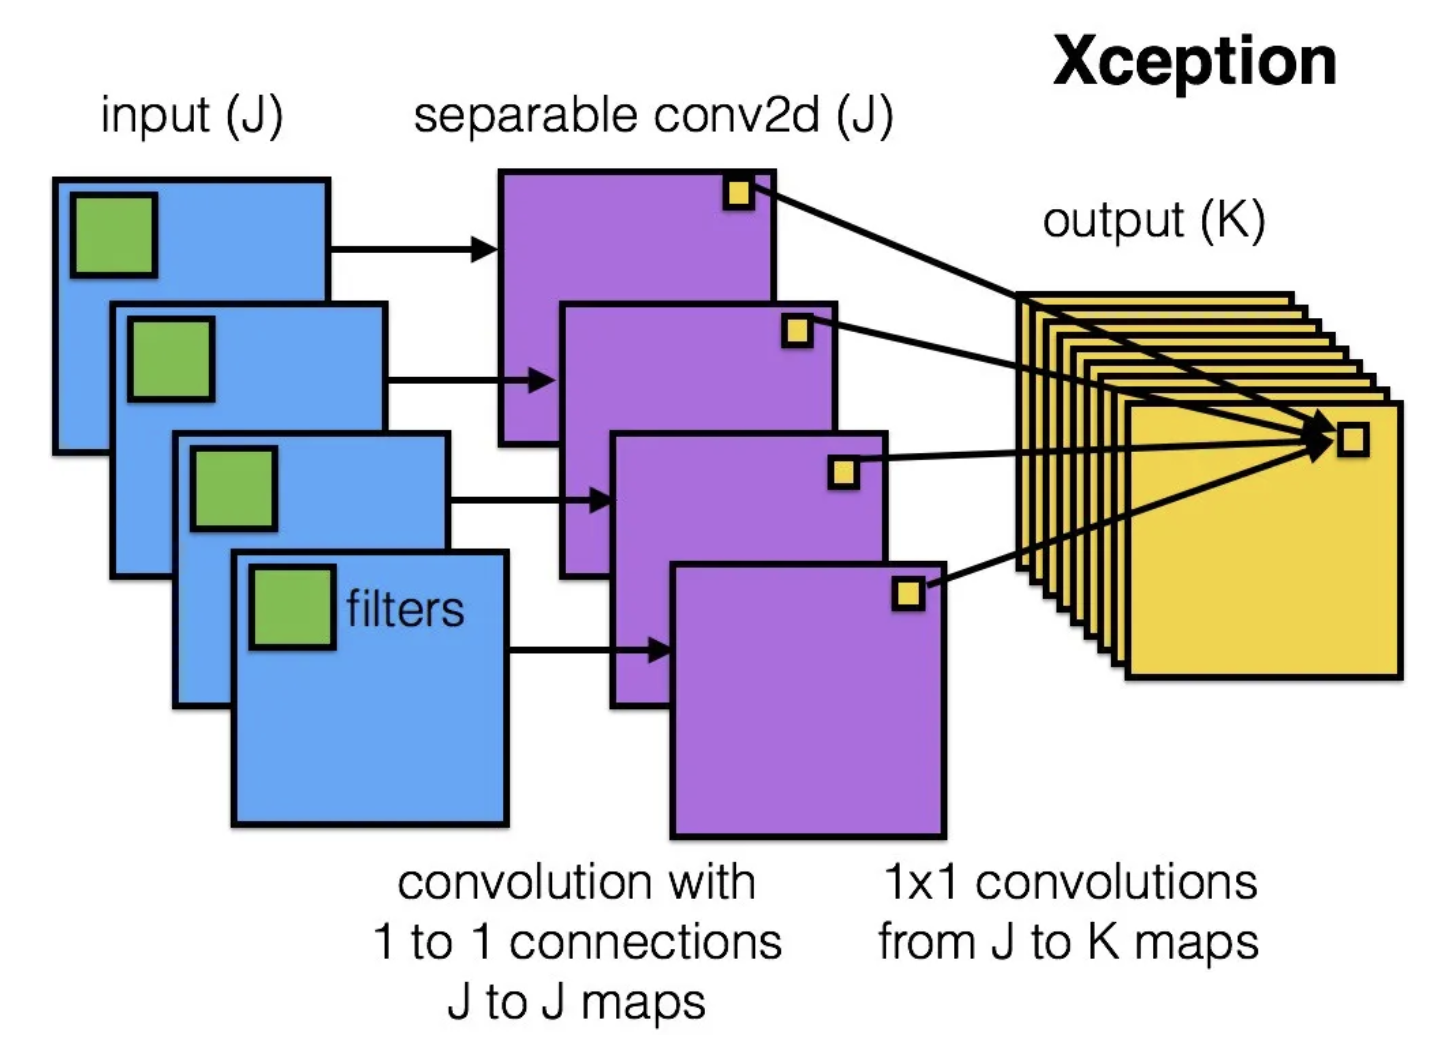 Xception
input (J)
separable conv2d (J)
output (K)
filters
convolution with
1 to 1 connections
J to J maps
1x1 convolutions
from J to K maps